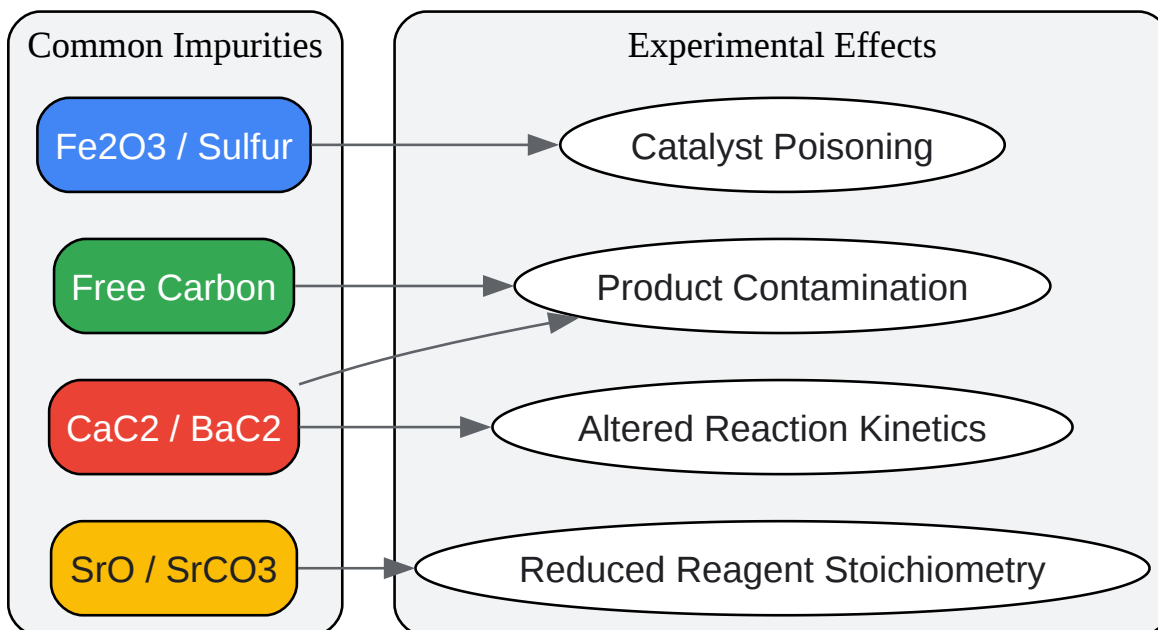 Common Impurities
Experimental Effects
Fe2O3 / Sulfur
Catalyst Poisoning
Free Carbon
Product Contamination
CaC2 / BaC2
Altered Reaction Kinetics
SrO / SrCO3
Reduced Reagent Stoichiometry